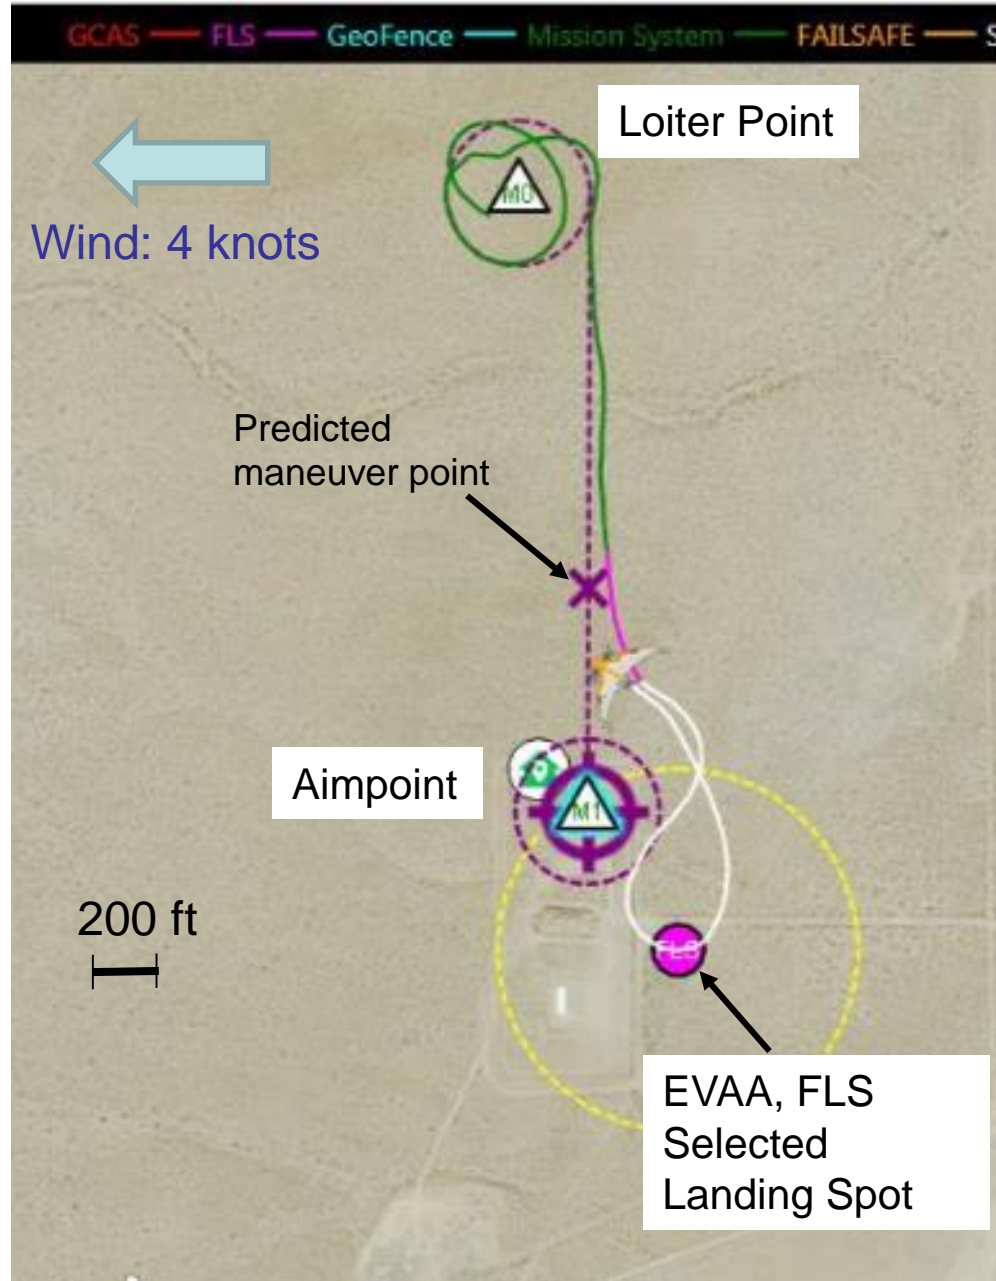 GCAS FLS GeoFence Mission System FAILSAFE S
Loiter Point
M0
Wind: 4 knots
Predicted
maneuver point
Aimpoint
M1
200 ft
FLS
EVAA, FLS
Selected
Landing Spot